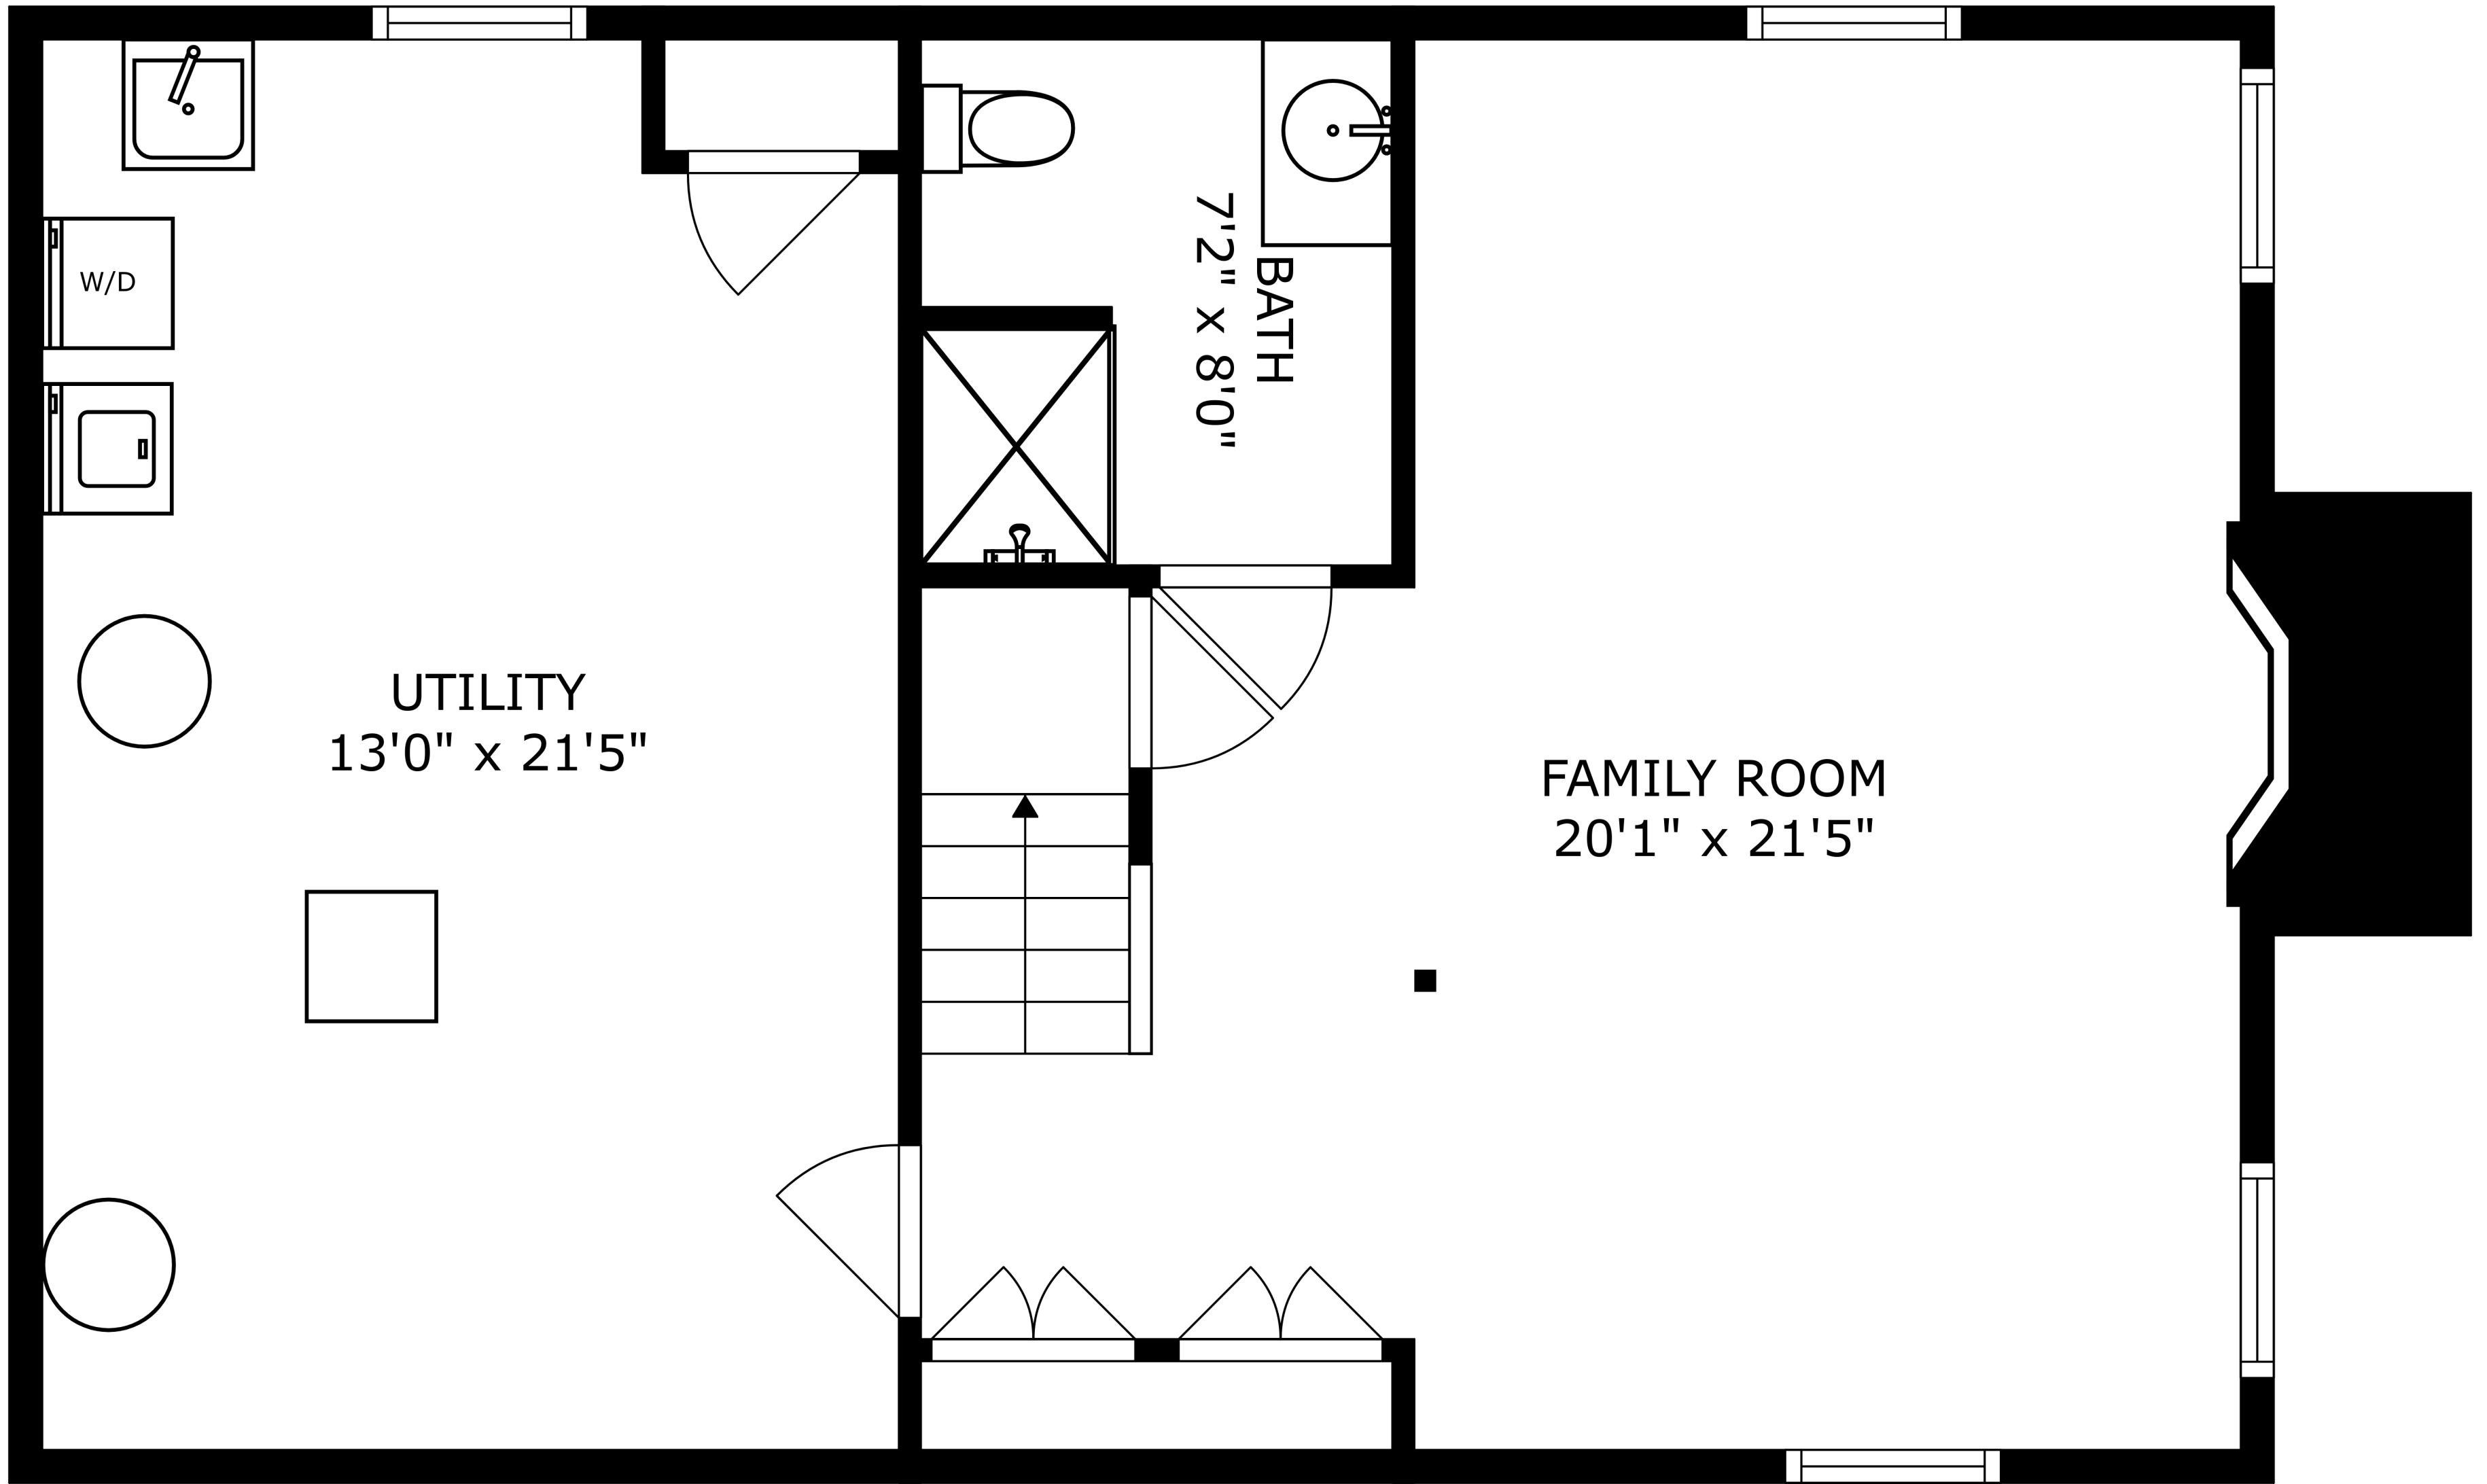 W/D
BATH
7'2" x 8'0"
UTILITY
13'0" x 21'5"
FAMILY ROOM
20'1" x 21'5"